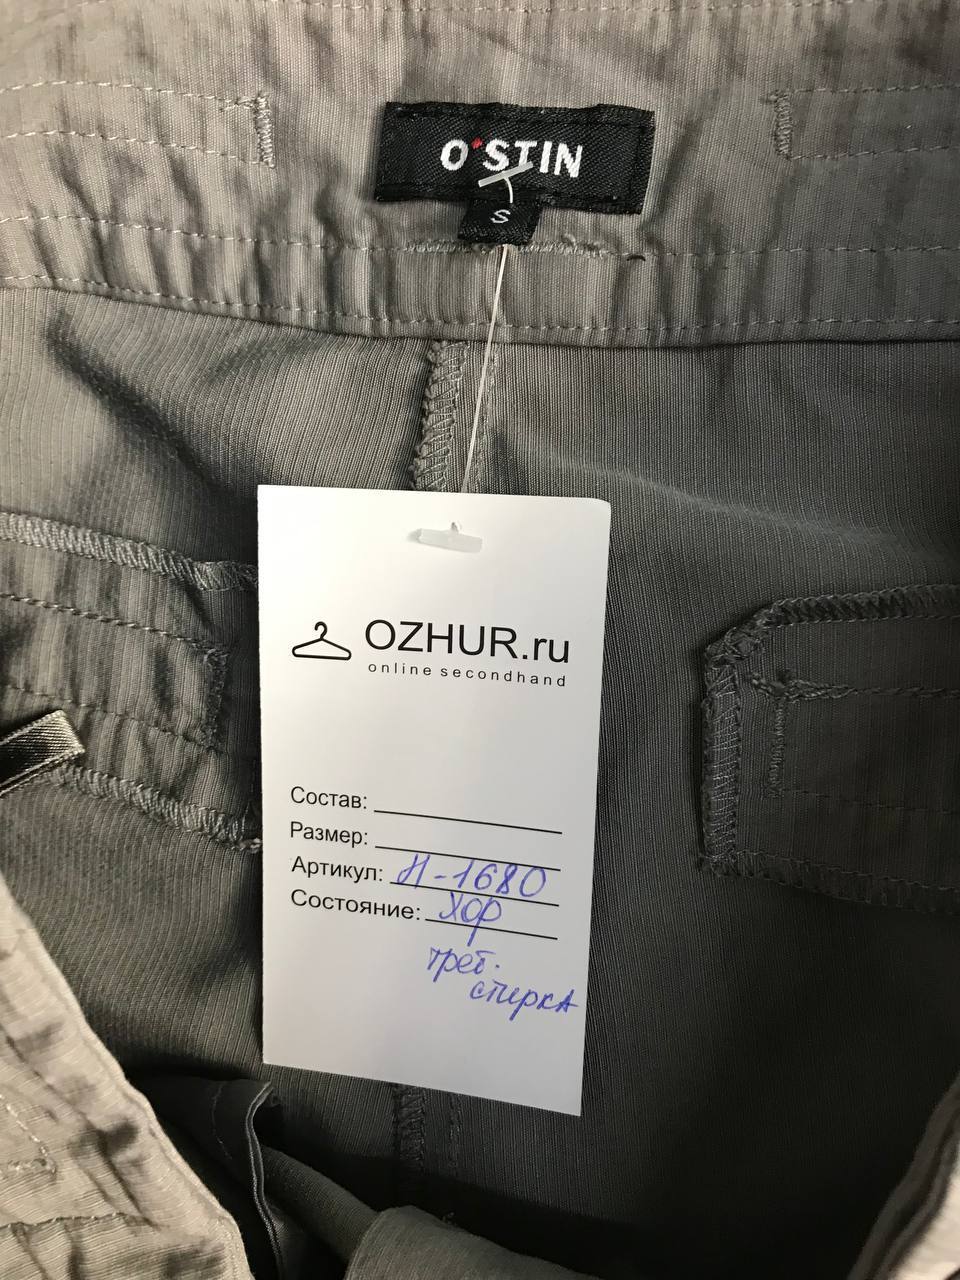 O'STIN
S
OZHUR.ru
online secondhand
Состав:
Размер:
Артикул: Н-1680
Состояние: Хор
треб.
стирка